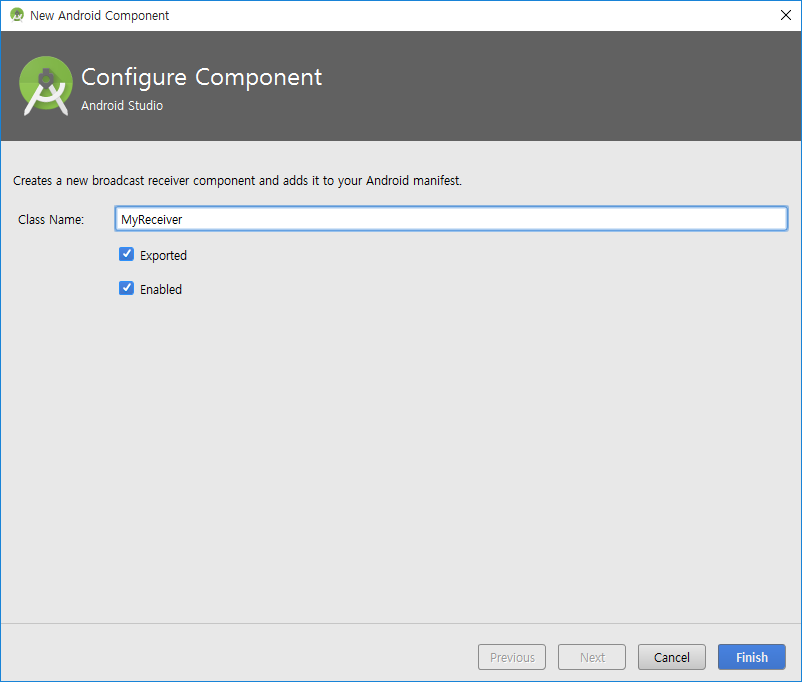 New Android Component
Configure Component
Android Studio
Creates a new broadcast receiver component and adds it to your Android manifest.
Class Name: MyReceiver
Exported
Enabled
Previous Next Cancel Finish